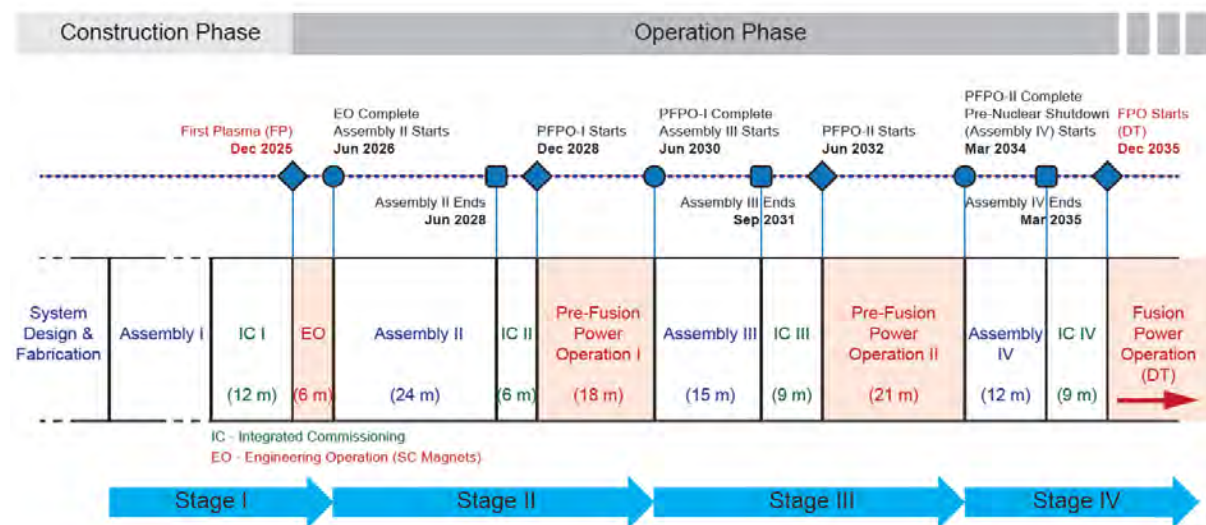 Construction Phase
Operation Phase
First Plasma (FP)
Dec 2025
EO Complete
Assembly II Starts
Jun 2026
PFPO-I Starts
Dec 2028
PFPO-I Complete
Assembly III Starts
Jun 2030
PFPO-II Starts
Jun 2032
PFPO-II Complete
Pre-Nuclear Shutdown
(Assembly IV) Starts
Mar 2034
FPO Starts
(DT)
Dec 2035
Assembly II Ends
Jun 2028
Assembly III Ends
Sep 2031
Assembly IV Ends
Mar 2035
System
Design &
Fabrication
Assembly I
IC I
(12 m)
EO
(6 m)
Assembly II
(24 m)
IC II
(6 m)
Pre-Fusion
Power
Operation I
(18 m)
Assembly III
(15 m)
IC III
(9 m)
Pre-Fusion
Power
Operation II
(21 m)
Assembly
IV
(12 m)
IC IV
(9 m)
Fusion
Power
Operation
(DT)
IC - Integrated Commissioning
EO - Engineering Operation (SC Magnets)
Stage I
Stage II
Stage III
Stage IV